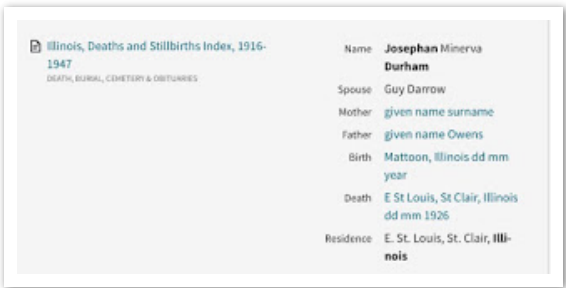 Illinois, Deaths and Stillbirths Index, 1916-
1947
DEATH, BURIAL, CEMETERY & OBITUARIES
Name Josephan Minerva
Durham
Spouse Guy Darrow
Mother given name surname
Father given name Owens
Birth Mattoon, Illinois dd mm
year
Death E St Louis, St Clair, Illinois
dd mm 1926
Residence E. St. Louis, St. Clair, Illi-
nois